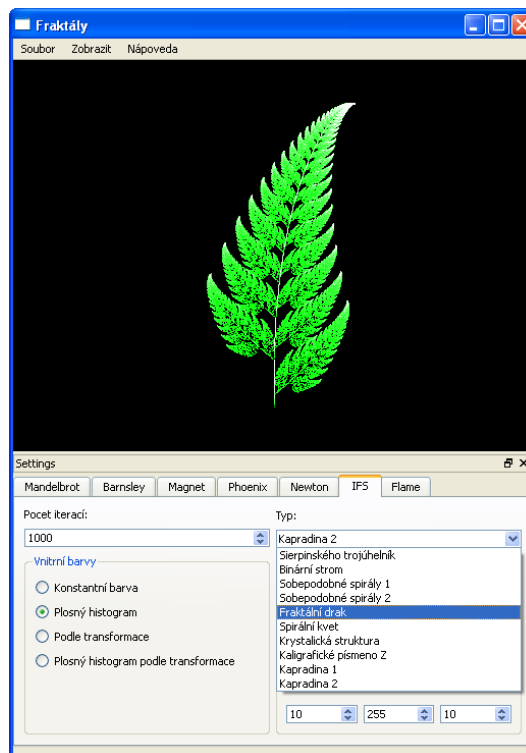 Fraktály
Soubor Zobrazit Nápoveda
Settings
Mandelbrot Barnsley Magnet Phoenix Newton IFS Flame
Pocet iterací:
1000
Vnitrní barvy
Konstantní barva
Plosný histogram
Podle transformace
Plosný histogram podle transformace
Typ:
Kapradina 2
Sierpinského trojúhelník
Binární strom
Sobepodobné spirály 1
Sobepodobné spirály 2
Fraktální drak
Spirální kvet
Krystalická struktura
Kaligrafické písmeno Z
Kapradina 1
Kapradina 2
10 255 10